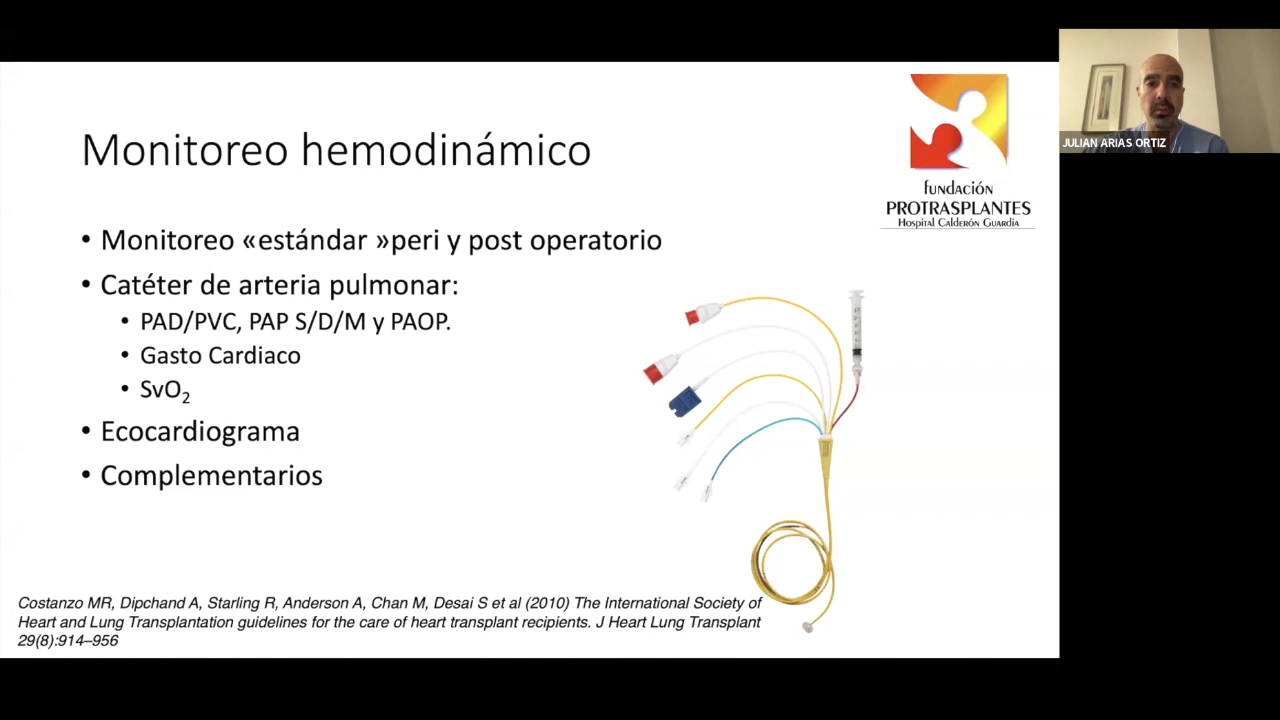 Monitoreo hemodinámico
• Monitoreo «estándar »peri y post operatorio
• Catéter de arteria pulmonar:
• PAD/PVC, PAP S/D/M y PAOP.
• Gasto Cardiaco
• SvO₂
• Ecocardiograma
• Complementarios
Costanzo MR, Dipchand A, Starling R, Anderson A, Chan M, Desai S et al (2010) The International Society of
Heart and Lung Transplantation guidelines for the care of heart transplant recipients. J Heart Lung Transplant
29(8):914–956
fundación
PROTRASPLANTES
Hospital Calderón Guardia
JULIAN ARIAS ORTIZ